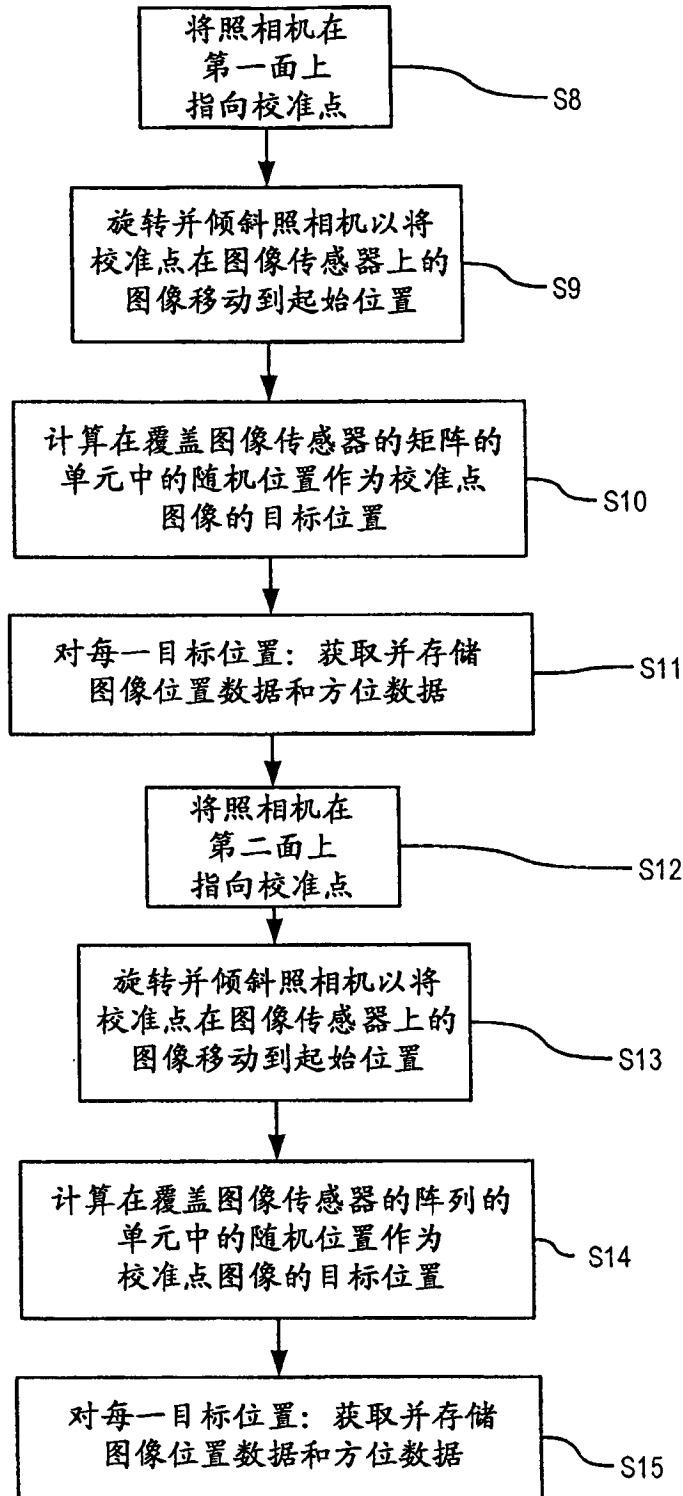 将照相机在
第一面上
指向校准点
S8
旋转并倾斜照相机以将
校准点在图像传感器上的
图像移动到起始位置
S9
计算在覆盖图像传感器的矩阵的
单元中的随机位置作为校准点
图像的目标位置
S10
对每一目标位置：获取并存储
图像位置数据和方位数据
S11
将照相机在
第二面上
指向校准点
S12
旋转并倾斜照相机以将
校准点在图像传感器上的
图像移动到起始位置
S13
计算在覆盖图像传感器的阵列的
单元中的随机位置作为
校准点图像的目标位置
S14
对每一目标位置：获取并存储
图像位置数据和方位数据
S15